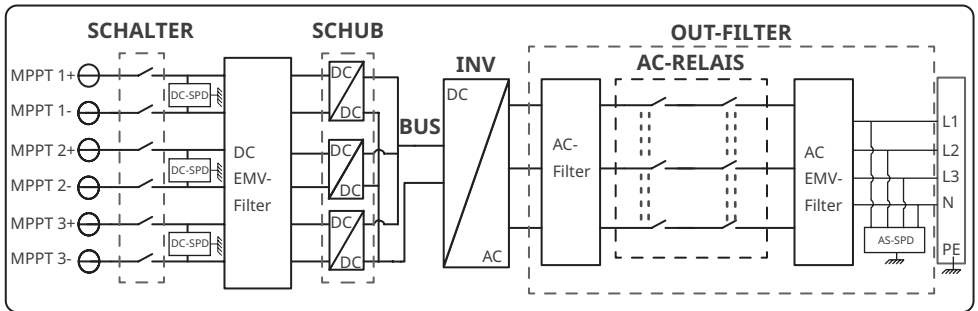 SCHALTER
SCHUB
OUT-FILTER
AC-RELAIS
INV
BUS
MPPT 1+
MPPT 1-
MPPT 2+
MPPT 2-
MPPT 3+
MPPT 3-
DC-SPD
DC-SPD
DC-SPD
DC
EMV-
Filter
DC
DC
DC
DC
DC
DC
DC
AC
AC-
Filter
AC
EMV-
Filter
L1
L2
L3
N
PE
AS-SPD